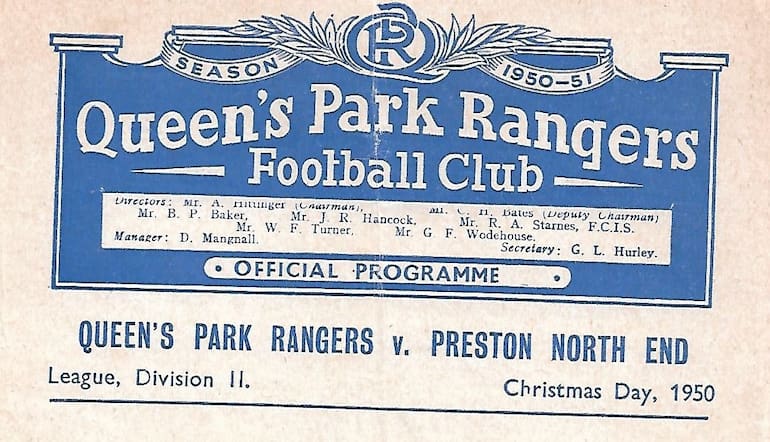 QPR
SEASON 1950-51
Queen's Park Rangers
Football Club
Directors: Mr. A. Hittinger (Chairman), Mr. C. H. Bates (Deputy Chairman)
Mr. B. P. Baker, Mr. J. R. Hancock, Mr. R. A. Starnes, F.C.I.S.
Mr. W. F. Turner, Mr. G. F. Wodehouse,
Manager: D. Mangnall. Secretary: G. L. Hurley.
• OFFICIAL PROGRAMME •
QUEEN'S PARK RANGERS v. PRESTON NORTH END
League, Division II. Christmas Day, 1950